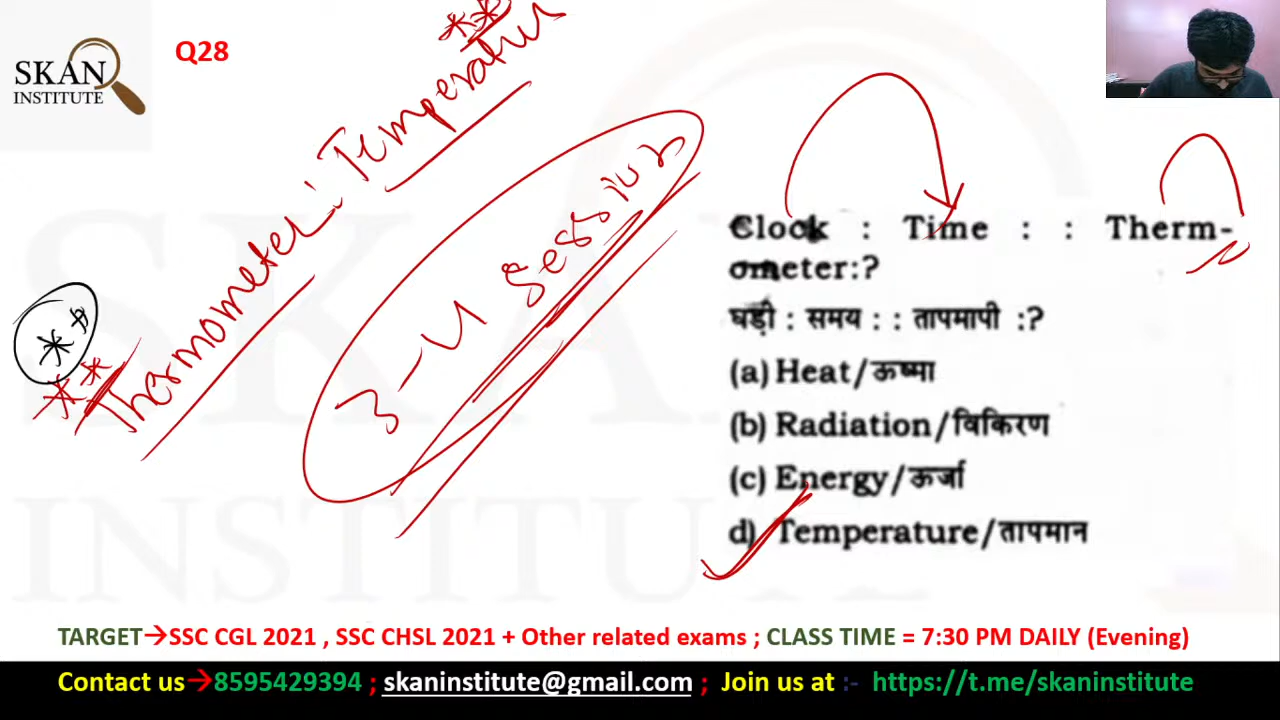 SKAN
INSTITUTE
Q28
Thermometer : Temperature
3-4 Session
Clock : Time : : Therm-
ometer:?
घड़ी : समय : : तापमापी :?
(a) Heat/ऊष्मा
(b) Radiation/विकिरण
(c) Energy/ऊर्जा
d) Temperature/तापमान
SKAN
INSTITUTE
TARGET→SSC CGL 2021 , SSC CHSL 2021 + Other related exams ; CLASS TIME = 7:30 PM DAILY (Evening)
Contact us→8595429394 ; skaninstitute@gmail.com ; Join us at :- https://t.me/skaninstitute